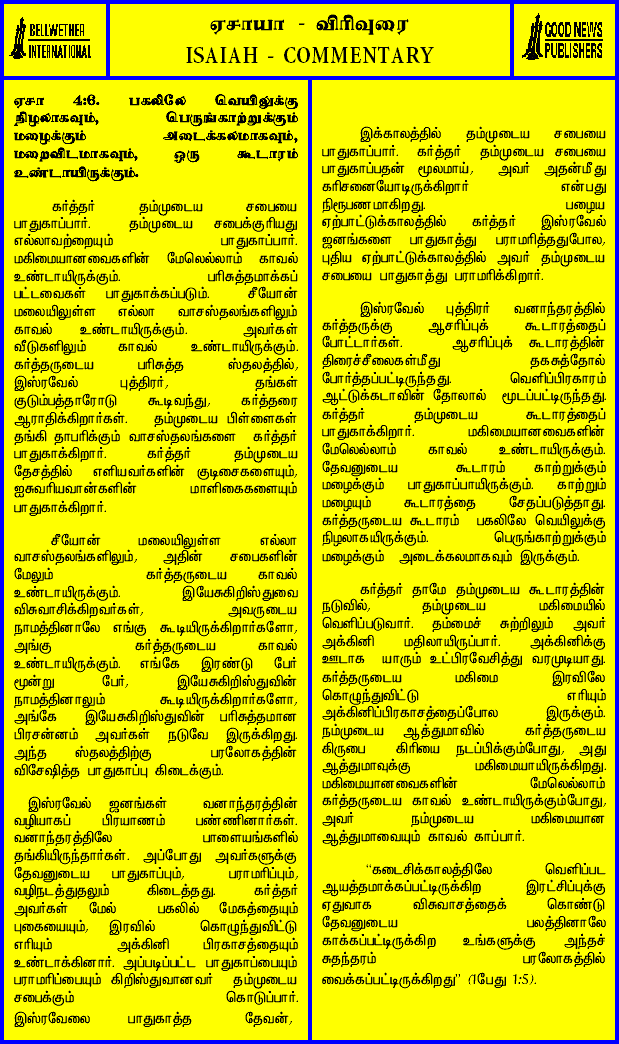 BELLWETHER
INTERNATIONAL
ஏசாயா - விரிவுரை
ISAIAH - COMMENTARY
GOOD NEWS
PUBLISHERS
ஏசா 4:6. பகலிலே வெயிலுக்கு
நிழலாகவும், பெருங்காற்றுக்கும்
மழைக்கும் அடைக்கலமாகவும்,
மறைவிடமாகவும், ஒரு கூடாரம்
உண்டாயிருக்கும்.
கர்த்தர் தம்முடைய சபையை
பாதுகாப்பார். தம்முடைய சபைக்குரியது
எல்லாவற்றையும் பாதுகாப்பார்.
மகிமையானவைகளின் மேலெல்லாம் காவல்
உண்டாயிருக்கும். பரிசுத்தமாக்கப்
பட்டவைகள் பாதுகாக்கப்படும். சீயோன்
மலையிலுள்ள எல்லா வாசஸ்தலங்களிலும்
காவல் உண்டாயிருக்கும். அவர்கள்
வீடுகளிலும் காவல் உண்டாயிருக்கும்.
கர்த்தருடைய பரிசுத்த ஸ்தலத்தில்,
இஸ்ரவேல் புத்திரர், தங்கள்
குடும்பத்தாரோடு கூடிவந்து, கர்த்தரை
ஆராதிக்கிறார்கள். தம்முடைய பிள்ளைகள்
தங்கி தாபரிக்கும் வாசஸ்தலங்களை கர்த்தர்
பாதுகாக்கிறார். கர்த்தர் தம்முடைய
தேசத்தில் எளியவர்களின் குடிசைகளையும்,
ஐசுவரியவான்களின் மாளிகைகளையும்
பாதுகாக்கிறார்.
சீயோன் மலையிலுள்ள எல்லா
வாசஸ்தலங்களிலும், அதின் சபைகளின்
மேலும் கர்த்தருடைய காவல்
உண்டாயிருக்கும். இயேசுகிறிஸ்துவை
விசுவாசிக்கிறவர்கள், அவருடைய
நாமத்தினாலே எங்கு கூடியிருக்கிறார்களோ,
அங்கு கர்த்தருடைய காவல்
உண்டாயிருக்கும். எங்கே இரண்டு பேர்
மூன்று பேர், இயேசுகிறிஸ்துவின்
நாமத்தினாலும் கூடியிருக்கிறார்களோ,
அங்கே இயேசுகிறிஸ்துவின் பரிசுத்தமான
பிரசன்னம் அவர்கள் நடுவே இருக்கிறது.
அந்த ஸ்தலத்திற்கு பரலோகத்தின்
விசேஷித்த பாதுகாப்பு கிடைக்கும்.
இஸ்ரவேல் ஜனங்கள் வனாந்தரத்தின்
வழியாகப் பிரயாணம் பண்ணினார்கள்.
வனாந்தரத்திலே பாளையங்களில்
தங்கியிருந்தார்கள். அப்போது அவர்களுக்கு
தேவனுடைய பாதுகாப்பும், பராமரிப்பும்,
வழிநடத்துதலும் கிடைத்தது. கர்த்தர்
அவர்கள் மேல் பகலில் மேகத்தையும்
புகையையும், இரவில் கொழுந்துவிட்டு
எரியும் அக்கினி பிரகாசத்தையும்
உண்டாக்கினார். அப்படிப்பட்ட பாதுகாப்பையும்
பராமரிப்பையும் கிறிஸ்துவானவர் தம்முடைய
சபைக்கும் கொடுப்பார்.
இஸ்ரவேலை பாதுகாத்த தேவன்,
இக்காலத்தில் தம்முடைய சபையை
பாதுகாப்பார். கர்த்தர் தம்முடைய சபையை
பாதுகாப்பதன் மூலமாய், அவர் அதன்மீது
கரிசனையோடிருக்கிறார் என்பது
நிரூபணமாகிறது. பழைய
ஏற்பாட்டுக்காலத்தில் கர்த்தர் இஸ்ரவேல்
ஜனங்களை பாதுகாத்து பராமரித்ததுபோல,
புதிய ஏற்பாட்டுக்காலத்தில் அவர் தம்முடைய
சபையை பாதுகாத்து பராமரிக்கிறார்.
இஸ்ரவேல் புத்திரர் வனாந்தரத்தில்
கர்த்தருக்கு ஆசரிப்புக் கூடாரத்தைப்
போட்டார்கள். ஆசரிப்புக் கூடாரத்தின்
திரைச்சீலைகள்மீது தகசுத்தோல்
போர்த்தப்பட்டிருந்தது. வெளிப்பிரகாரம்
ஆட்டுக்கடாவின் தோலால் மூடப்பட்டிருந்தது.
கர்த்தர் தம்முடைய கூடாரத்தைப்
பாதுகாக்கிறார். மகிமையானவைகளின்
மேலெல்லாம் காவல் உண்டாயிருக்கும்.
தேவனுடைய கூடாரம் காற்றுக்கும்
மழைக்கும் பாதுகாப்பாயிருக்கும். காற்றும்
மழையும் கூடாரத்தை சேதப்படுத்தாது.
கர்த்தருடைய கூடாரம் பகலிலே வெயிலுக்கு
நிழலாகயிருக்கும். பெருங்காற்றுக்கும்
மழைக்கும் அடைக்கலமாகவும் இருக்கும்.
கர்த்தர் தாமே தம்முடைய கூடாரத்தின்
நடுவில், தம்முடைய மகிமையில்
வெளிப்படுவார். தம்மைச் சுற்றிலும் அவர்
அக்கினி மதிலாயிருப்பார். அக்கினிக்கு
ஊடாக யாரும் உட்பிரவேசித்து வரமுடியாது.
கர்த்தருடைய மகிமை இரவிலே
கொழுந்துவிட்டு எரியும்
அக்கினிப்பிரகாசத்தைப்போல இருக்கும்.
நம்முடைய ஆத்துமாவில் கர்த்தருடைய
கிருபை கிரியை நடப்பிக்கும்போது, அது
ஆத்துமாவுக்கு மகிமையாயிருக்கிறது.
மகிமையானவைகளின் மேலெல்லாம்
கர்த்தருடைய காவல் உண்டாயிருக்கும்போது,
அவர் நம்முடைய மகிமையான
ஆத்துமாவையும் காவல் காப்பார்.
“கடைசிக்காலத்திலே வெளிப்பட
ஆயத்தமாக்கப்பட்டிருக்கிற இரட்சிப்புக்கு
ஏதுவாக விசுவாசத்தைக் கொண்டு
தேவனுடைய பலத்தினாலே
காக்கப்பட்டிருக்கிற உங்களுக்கு அந்தச்
சுதந்தரம் பரலோகத்தில்
வைக்கப்பட்டிருக்கிறது” (1பேது 1:5).